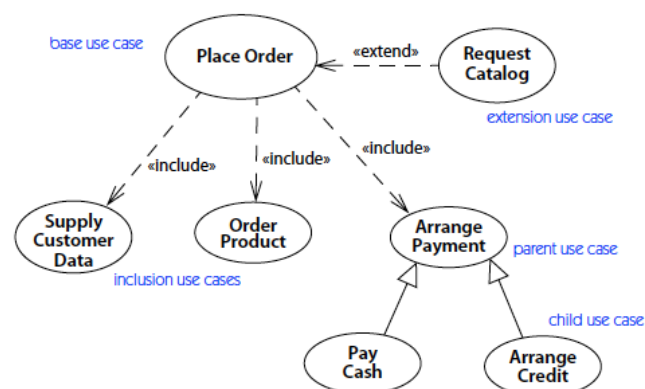 base use case
Place Order
«extend»
Request
Catalog
extension use case
«include»
«include»
«include»
Supply
Customer
Data
Order
Product
Arrange
Payment
inclusion use cases
parent use case
child use case
Pay
Cash
Arrange
Credit